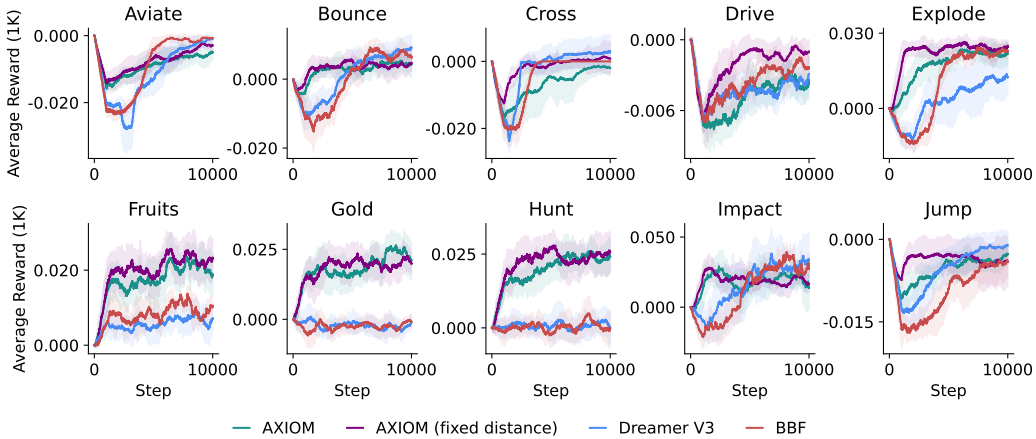 Aviate
Bounce
Cross
Drive
Explode
Average Reward (1K)
0.000
-0.020
0
10000
0.000
-0.020
0
10000
0.000
-0.020
0
10000
0.000
-0.006
0
10000
0.030
0.000
0
10000
Fruits
Gold
Hunt
Impact
Jump
Average Reward (1K)
0.020
0.000
0
10000
Step
0.025
0.000
0
10000
Step
0.025
0.000
0
10000
Step
0.050
0.000
0
10000
Step
0.000
-0.015
0
10000
Step
AXIOM
AXIOM (fixed distance)
Dreamer V3
BBF